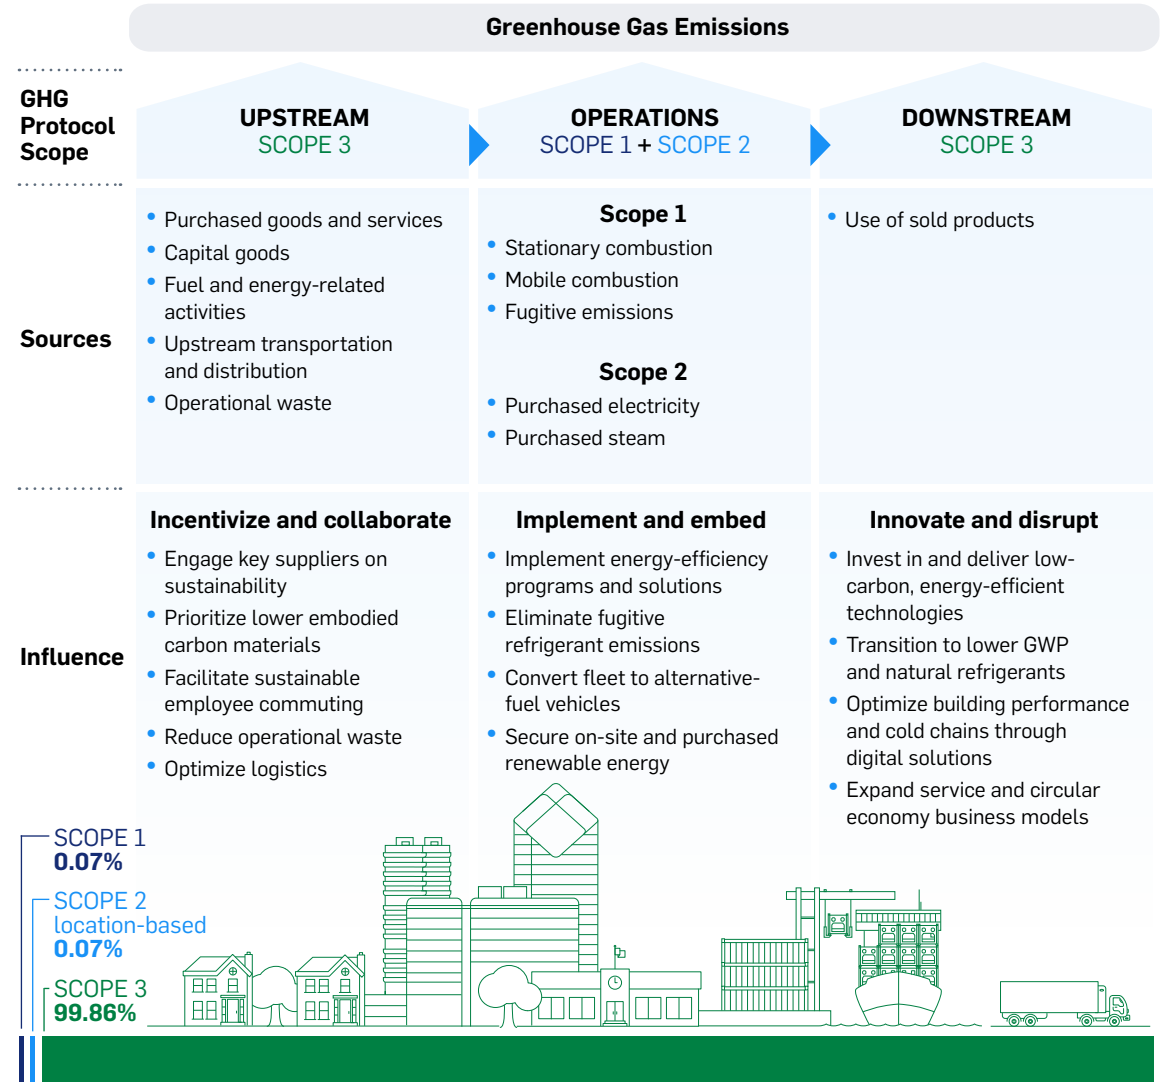 Greenhouse Gas Emissions
GHG
Protocol
Scope
UPSTREAM
SCOPE 3
OPERATIONS
SCOPE 1 + SCOPE 2
DOWNSTREAM
SCOPE 3
Sources
• Purchased goods and services
• Capital goods
• Fuel and energy-related
activities
• Upstream transportation
and distribution
• Operational waste
Scope 1
• Stationary combustion
• Mobile combustion
• Fugitive emissions
Scope 2
• Purchased electricity
• Purchased steam
• Use of sold products
Influence
Incentivize and collaborate
• Engage key suppliers on
sustainability
• Prioritize lower embodied
carbon materials
• Facilitate sustainable
employee commuting
• Reduce operational waste
• Optimize logistics
Implement and embed
• Implement energy-efficiency
programs and solutions
• Eliminate fugitive
refrigerant emissions
• Convert fleet to alternative-
fuel vehicles
• Secure on-site and purchased
renewable energy
Innovate and disrupt
• Invest in and deliver low-
carbon, energy-efficient
technologies
• Transition to lower GWP
and natural refrigerants
• Optimize building performance
and cold chains through
digital solutions
• Expand service and circular
economy business models
SCOPE 1
0.07%
SCOPE 2
location-based
0.07%
SCOPE 3
99.86%